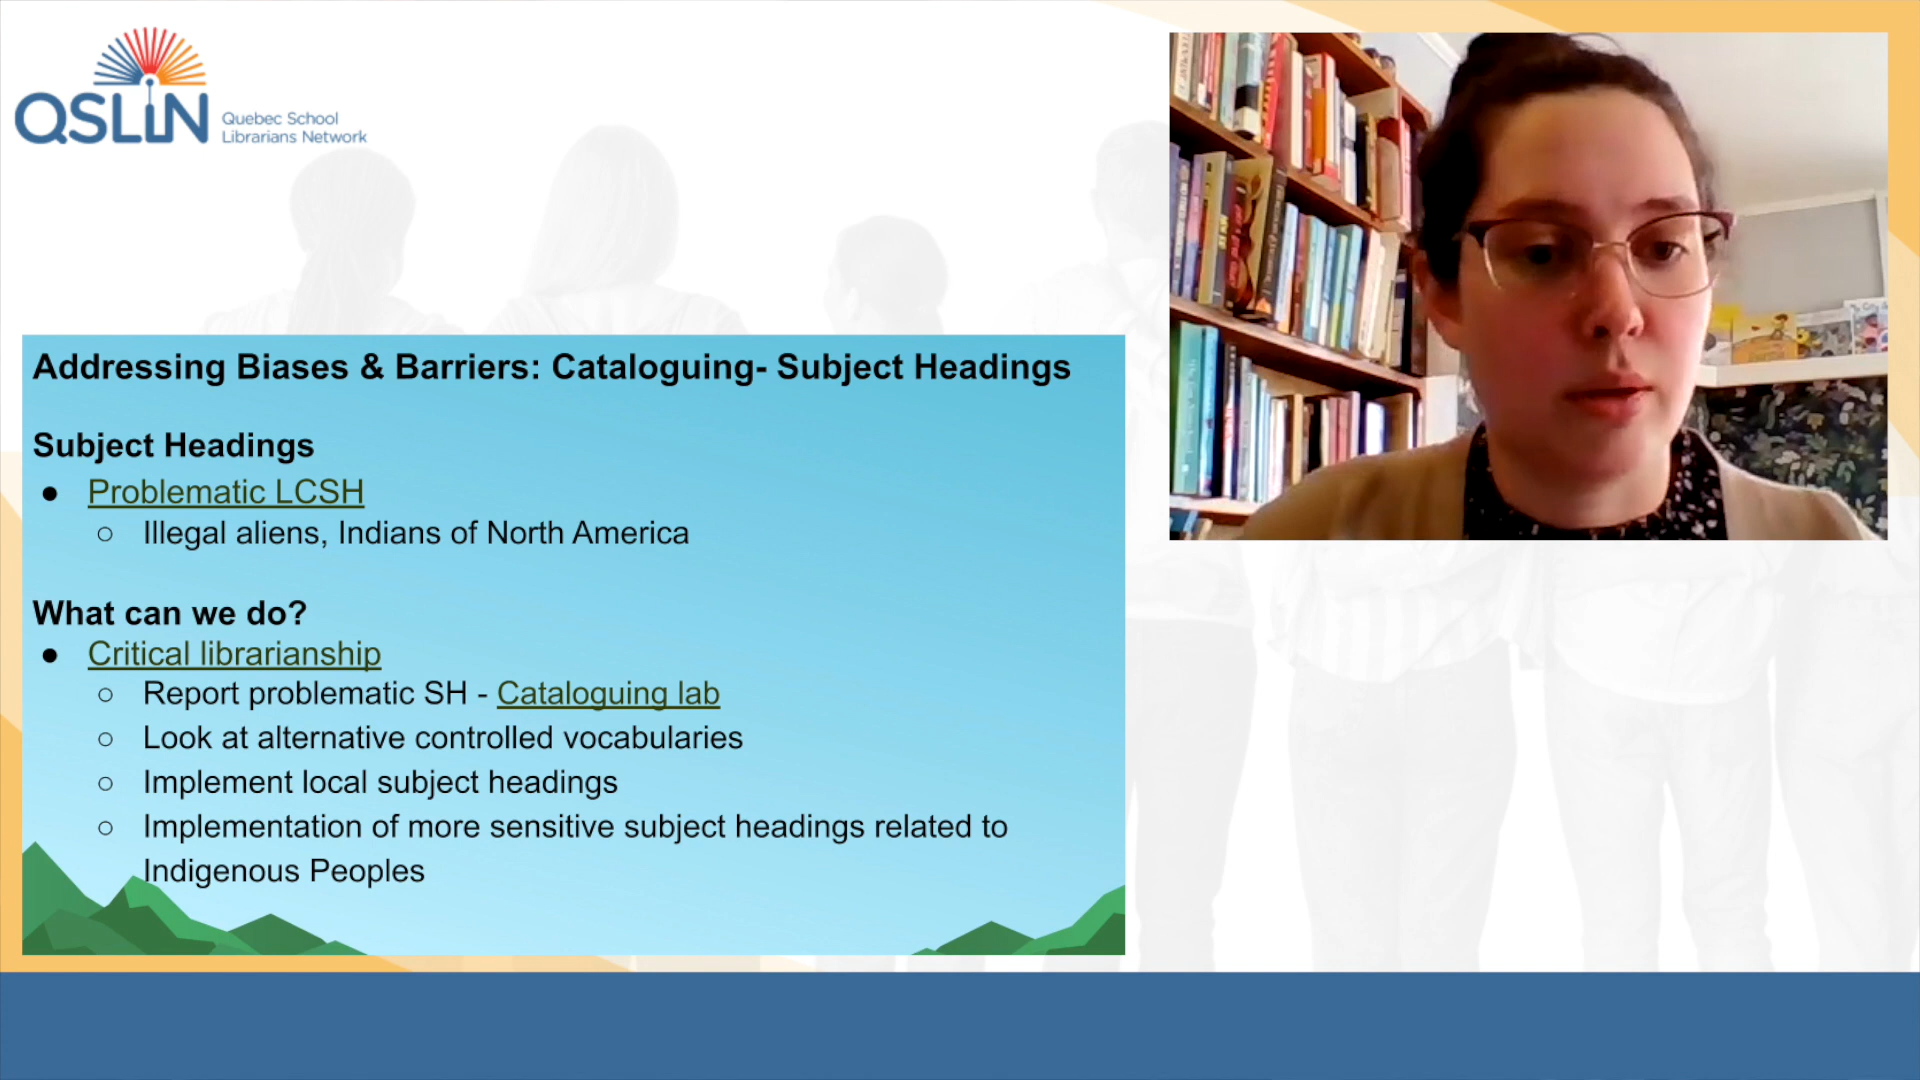 QSLiN
Quebec School
Librarians Network
Addressing Biases & Barriers: Cataloguing- Subject Headings
Subject Headings
● Problematic LCSH
○ Illegal aliens, Indians of North America
What can we do?
● Critical librarianship
○ Report problematic SH - Cataloguing lab
○ Look at alternative controlled vocabularies
○ Implement local subject headings
○ Implementation of more sensitive subject headings related to
Indigenous Peoples